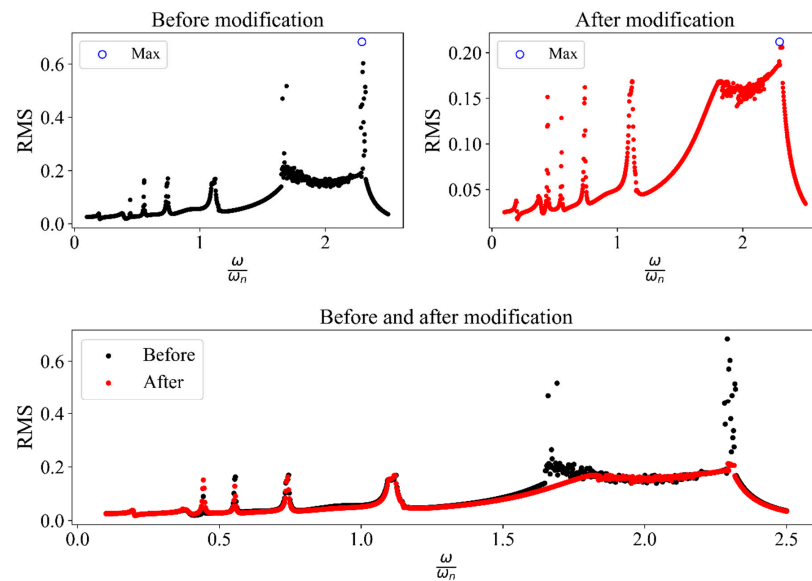 Before modification
After modification
Max
Max
RMS
0.6
0.4
0.2
0.0
RMS
0.20
0.15
0.10
0.05
0
1
2
0
1
2
ω
ωn
ω
ωn
Before and after modification
Before
After
RMS
0.6
0.4
0.2
0.0
0.0
0.5
1.0
1.5
2.0
2.5
ω
ωn